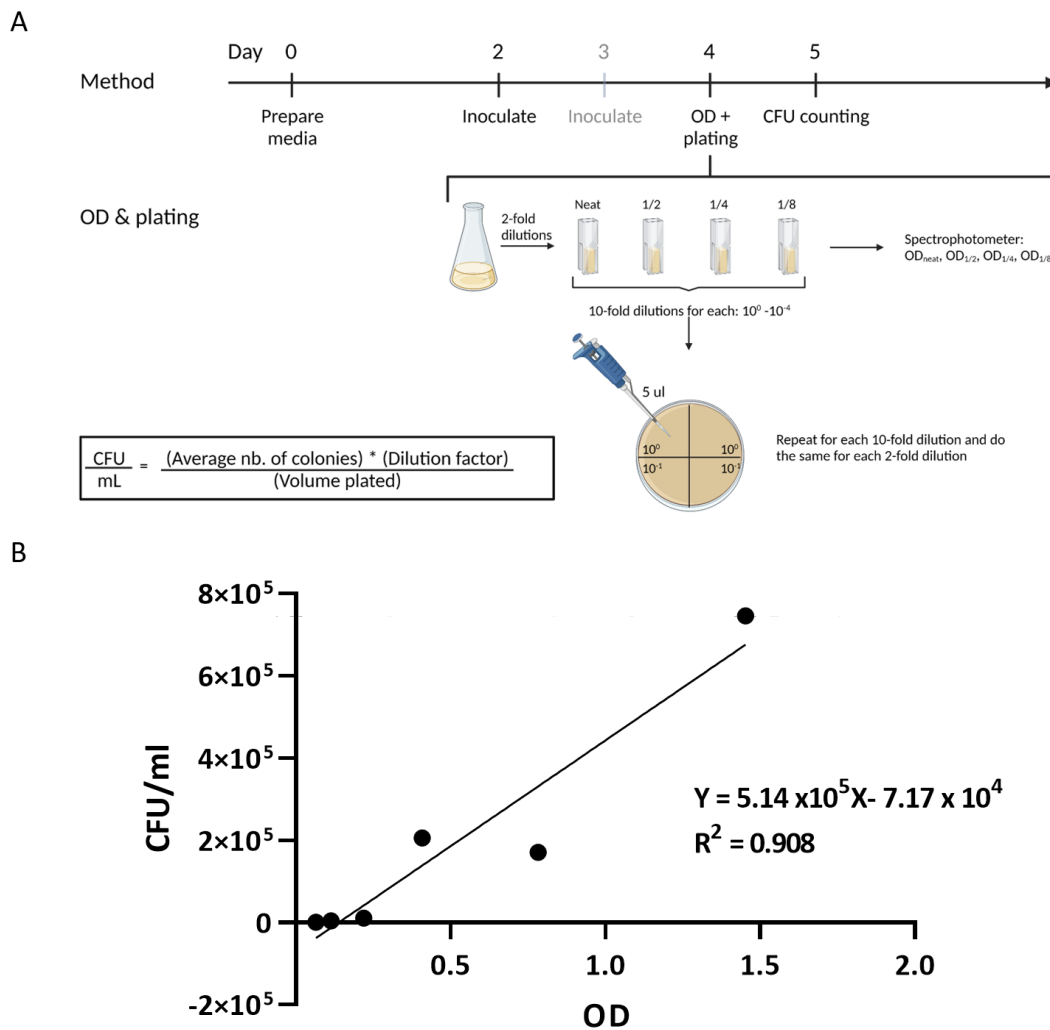 A
Day 0 2 3 4 5
Method
Prepare media
Inoculate
Inoculate
OD + plating
CFU counting
OD & plating
2-fold dilutions
Neat 1/2 1/4 1/8
Spectrophotometer:
ODneat, OD1/2, OD1/4, OD1/8
10-fold dilutions for each: 10⁰ -10⁻⁴
5 ul
10⁰ 10⁰
10⁻¹ 10⁻¹
Repeat for each 10-fold dilution and do
the same for each 2-fold dilution
CFU/mL = (Average nb. of colonies) * (Dilution factor)
(Volume plated)
B
8×10⁵
6×10⁵
4×10⁵
2×10⁵
0
-2×10⁵
CFU/ml
Y = 5.14 x10⁵X- 7.17 x 10⁴
R² = 0.908
0.5 1.0 1.5 2.0
OD